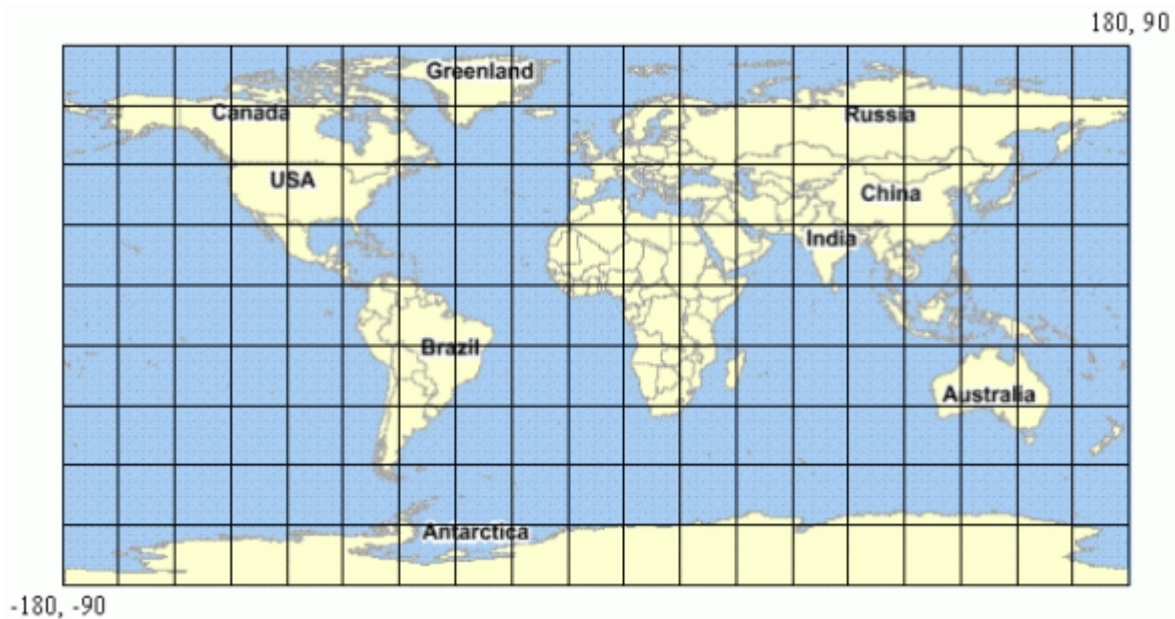 180, 90
Greenland
Canada
Russia
USA
China
India
Brazil
Australia
Antarctica
-180, -90